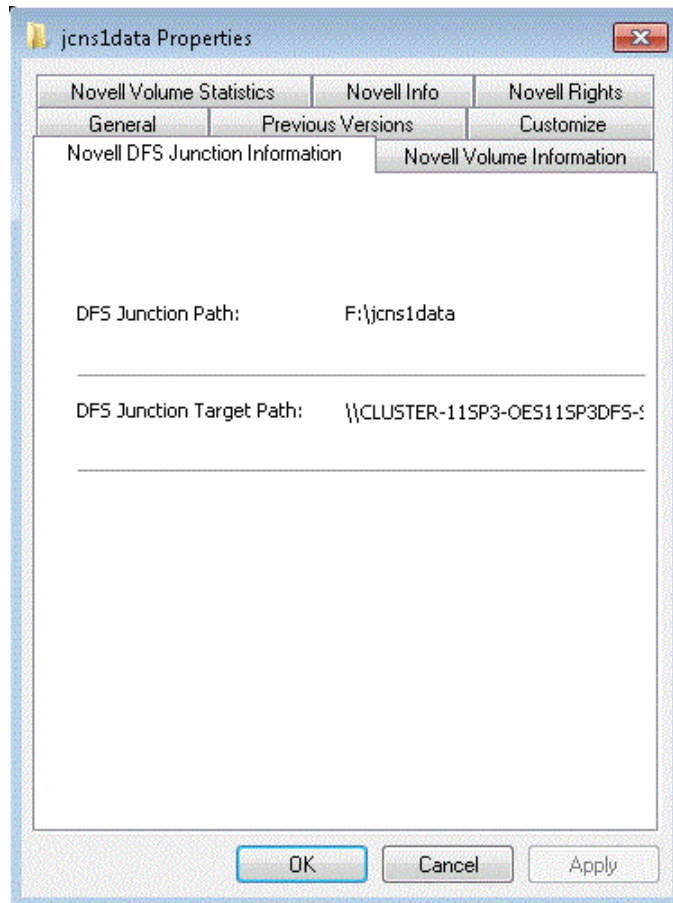 jcns1data Properties
Novell Volume Statistics Novell Info Novell Rights
General Previous Versions Customize
Novell DFS Junction Information Novell Volume Information
DFS Junction Path: F:\jcns1data
DFS Junction Target Path: \\CLUSTER-11SP3-OES11SP3DFS-
OK Cancel Apply